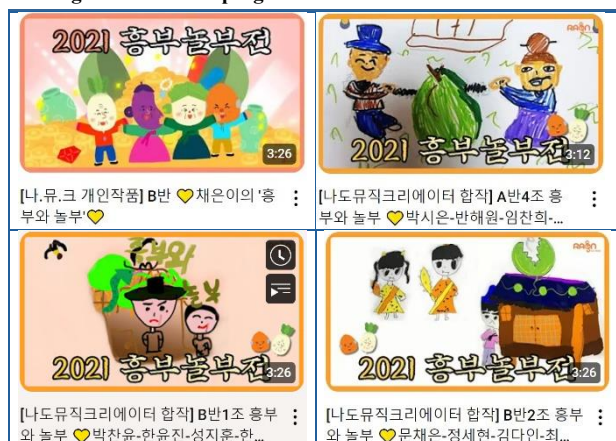 2021 흥부놀부전
3:26
[나.뮤.크 개인작품] B반 💛채은이의 '흥
부와 놀부'💛
RAON
2021 흥부놀부전
3:12
[나도뮤직크리에이터 합작] A반4조 흥
부와 놀부 💛박시은-반해원-임찬희-...
흥부와
놀부
2021 흥부놀부전
3:26
[나도뮤직크리에이터 합작] B반1조 흥부
와 놀부 💛박찬윤-한윤진-성지훈-한...
RAON
2021 흥부놀부전
3:26
[나도뮤직크리에이터 합작] B반2조 흥부
와 놀부 💛문채은-정세현-김다인-최...